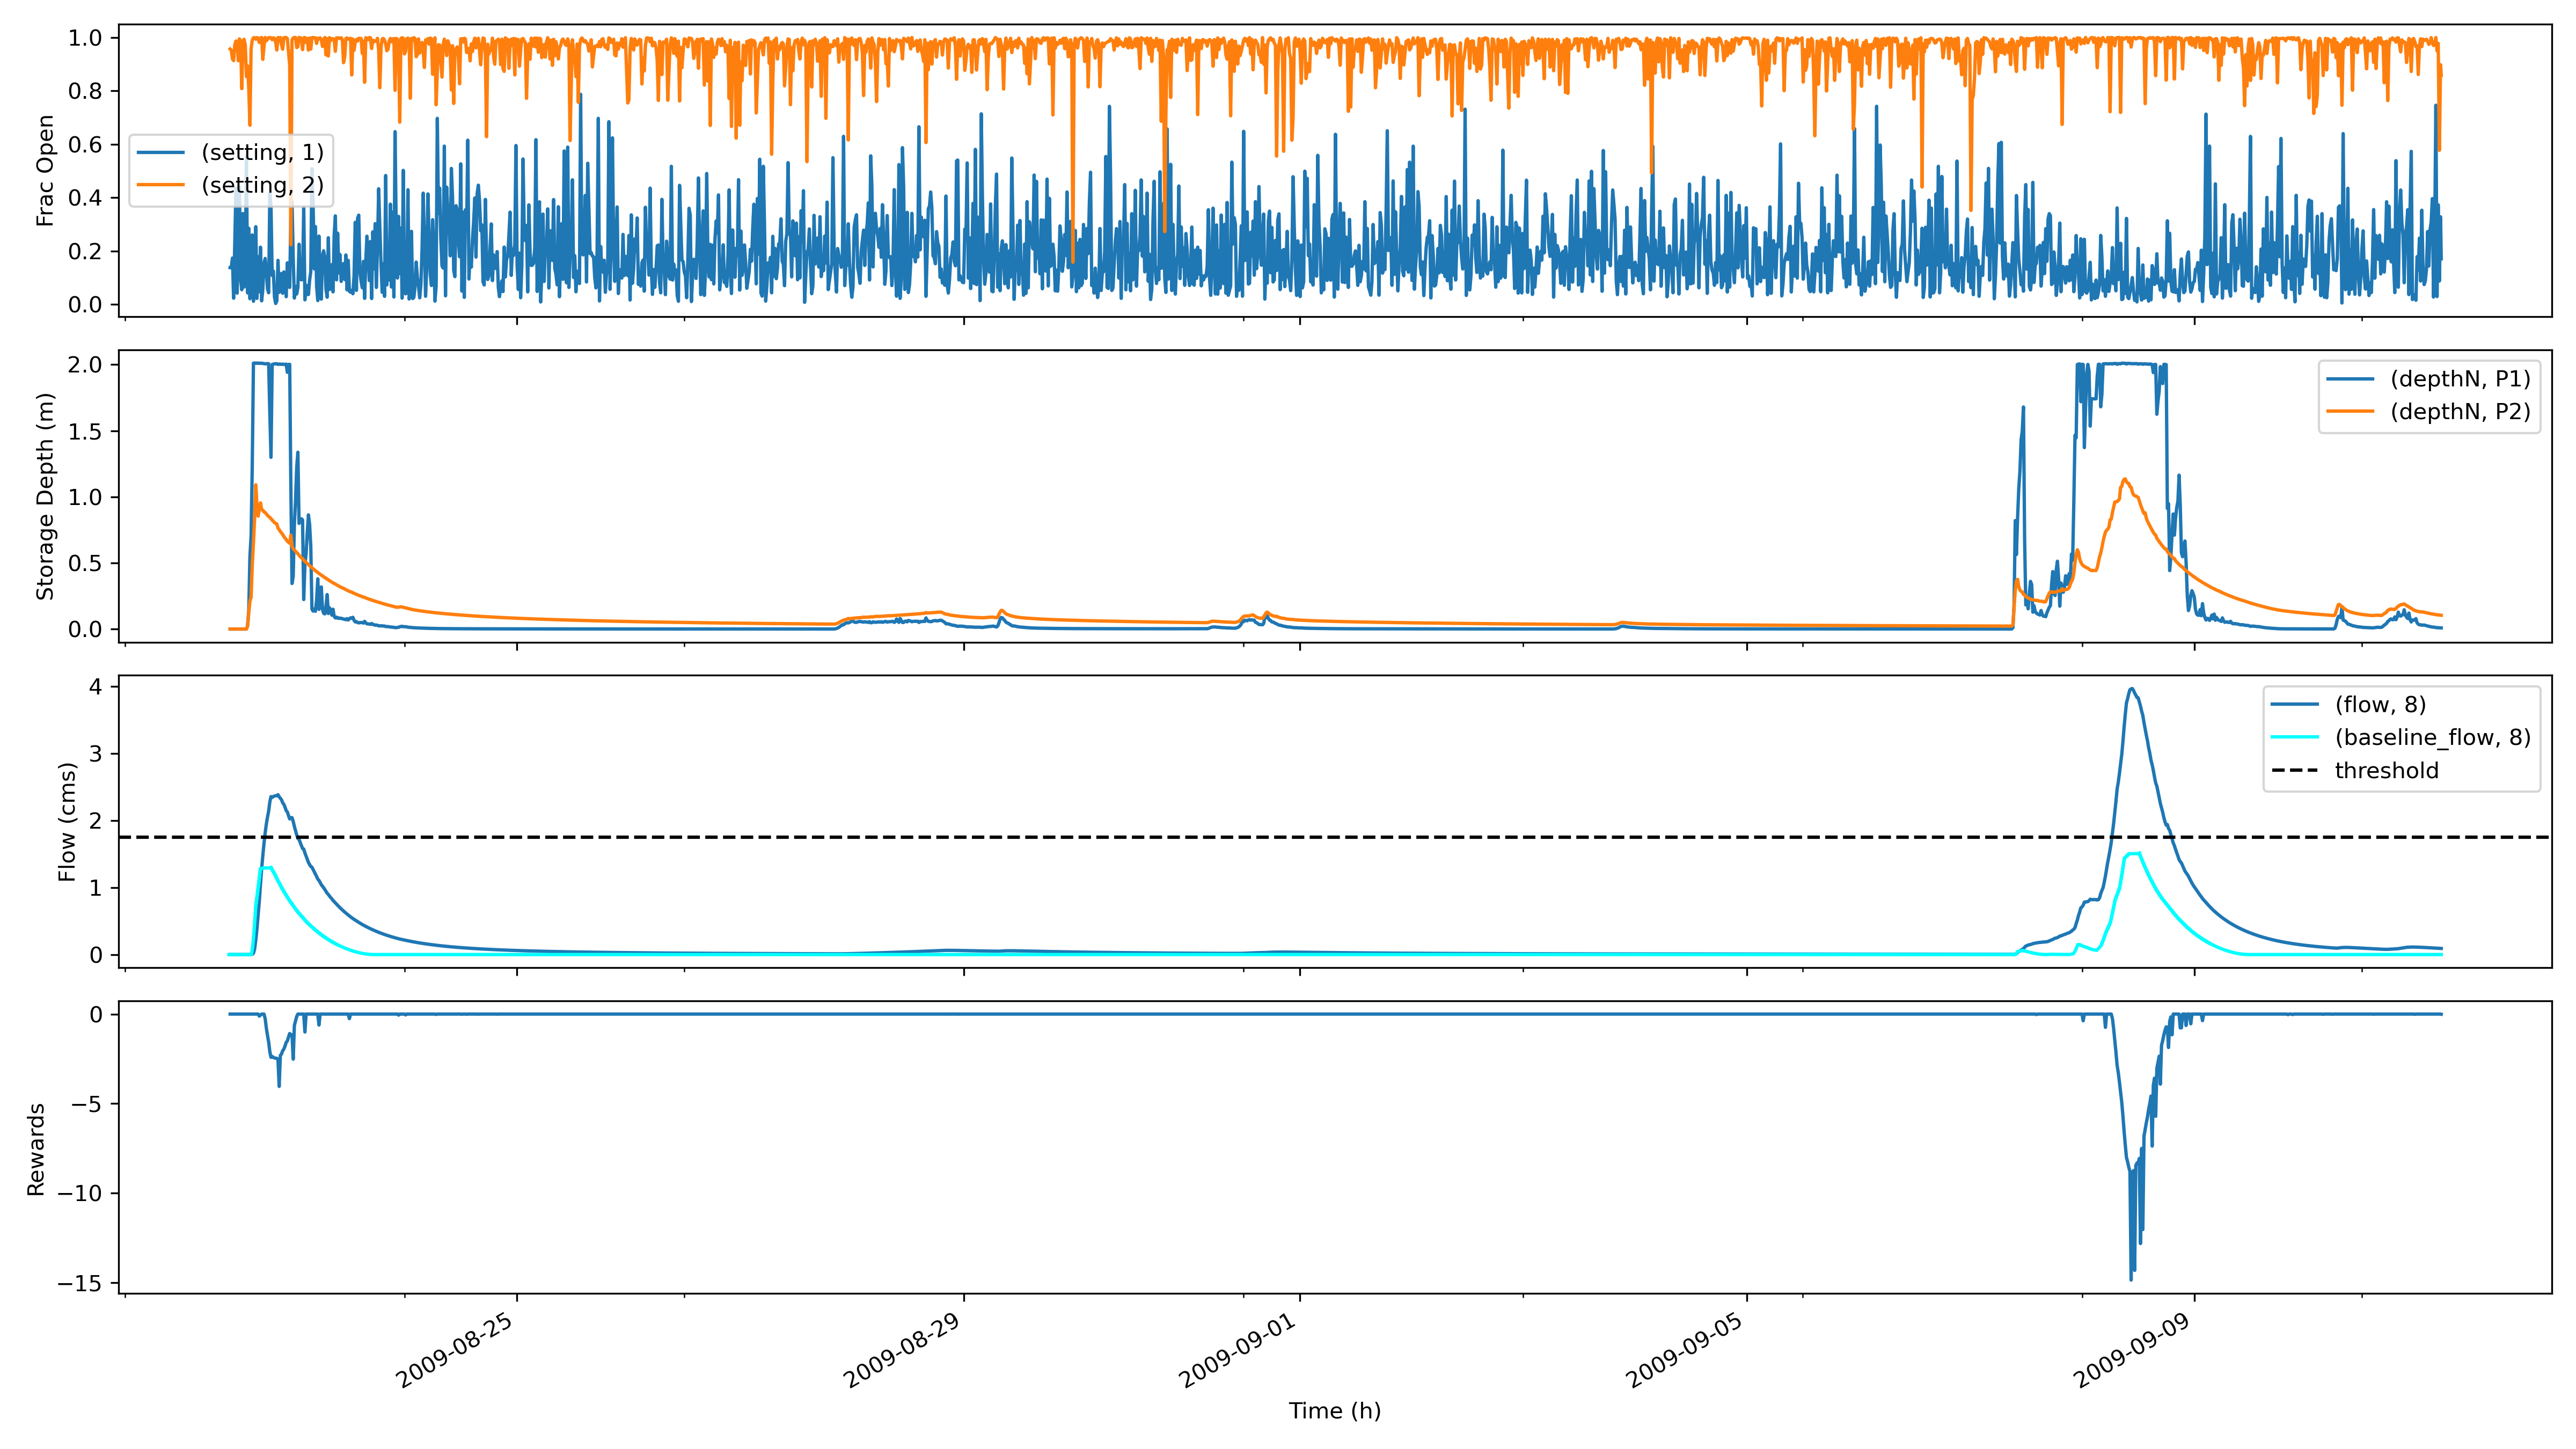 1.0
0.8
0.6
0.4
0.2
0.0
Frac Open
(setting, 1)
(setting, 2)
2.0
1.5
1.0
0.5
0.0
Storage Depth (m)
(depthN, P1)
(depthN, P2)
4
3
2
1
0
Flow (cms)
(flow, 8)
(baseline_flow, 8)
threshold
0
−5
−10
−15
Rewards
2009-08-25
2009-08-29
2009-09-01
2009-09-05
2009-09-09
Time (h)